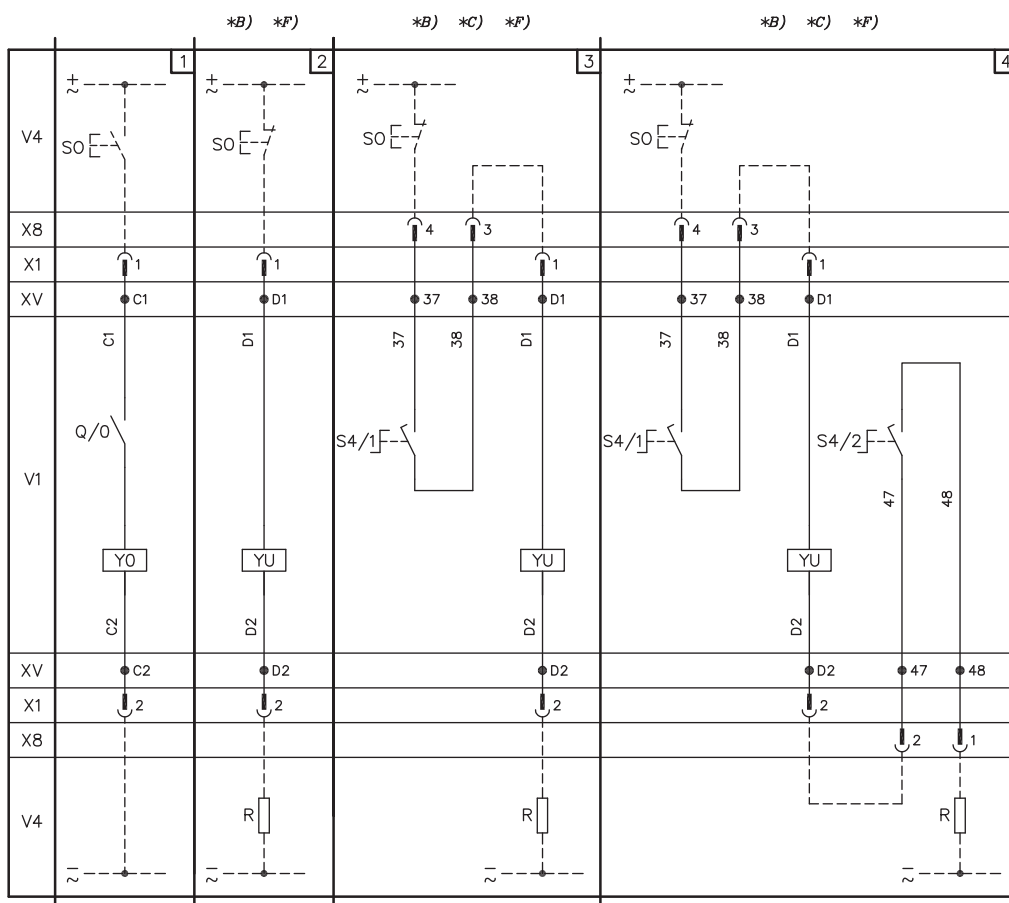 *B) *F) *B) *C) *F) *B) *C) *F)
1 2 3 4
+ ~ + ~ + ~ + ~
V4 SO SO SO SO
X8 4 3 4 3
X1 1 1 1 1
XV C1 D1 37 38 D1 37 38 D1
C1 D1 37 38 D1 37 38 D1
Q/O S4/1 S4/1 S4/2
V1 47 48
YO YU YU YU
C2 D2 D2 D2
XV C2 D2 D2 D2 47 48
X1 2 2 2 2
X8 2 1
V4 R R R
− ~ − ~ − ~ − ~